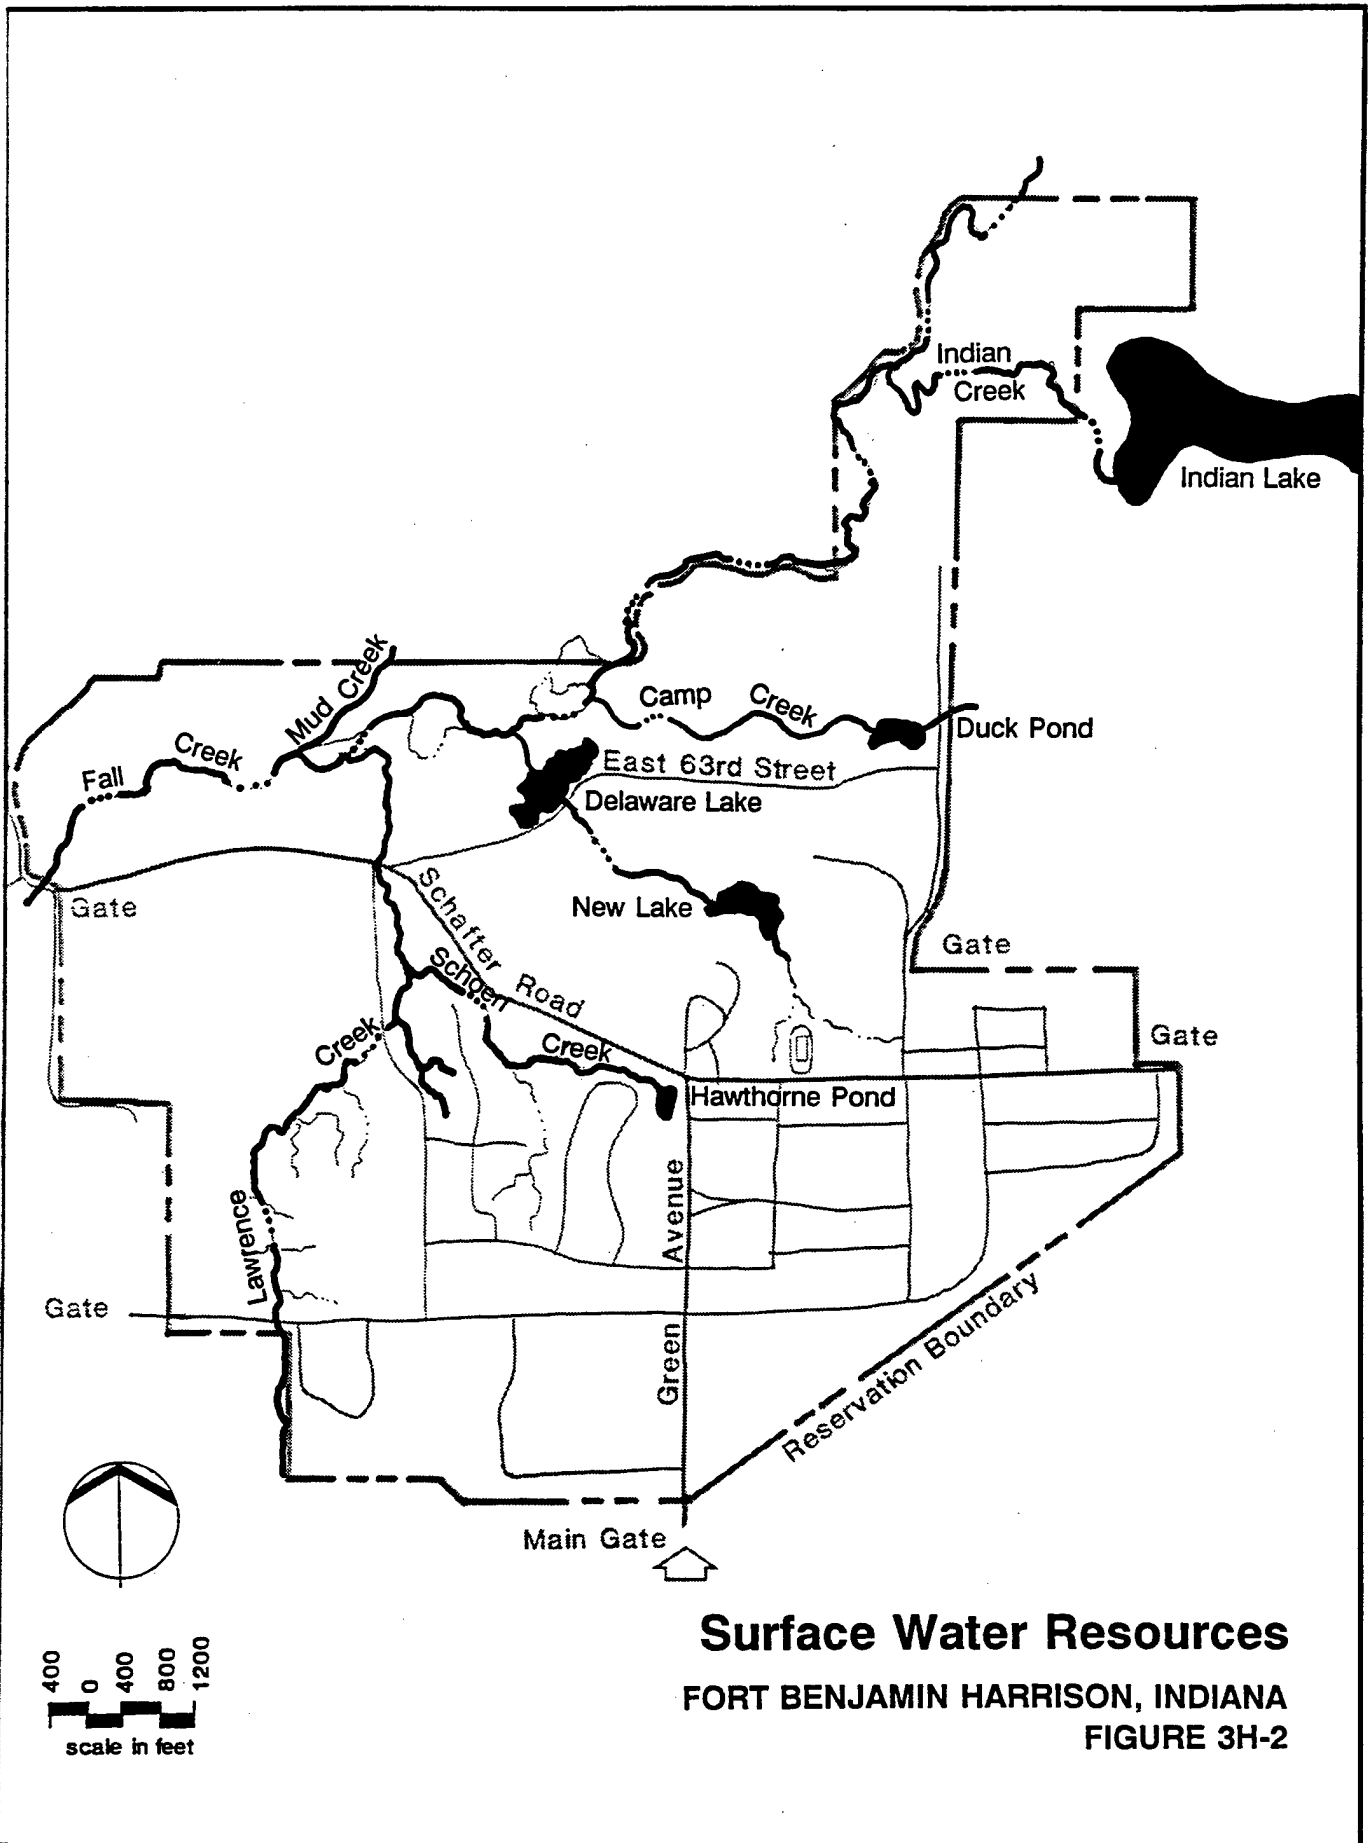 Indian
Creek
Indian Lake
Mud Creek
Camp Creek
Duck Pond
Fall Creek
East 63rd Street
Delaware Lake
Schafter Road
New Lake
Gate
Gate
Schoen Creek
Gate
Hawthorne Pond
Lawrence Creek
Green Avenue
Gate
Reservation Boundary
Main Gate
400 0 400 800 1200
scale in feet
Surface Water Resources
FORT BENJAMIN HARRISON, INDIANA
FIGURE 3H-2